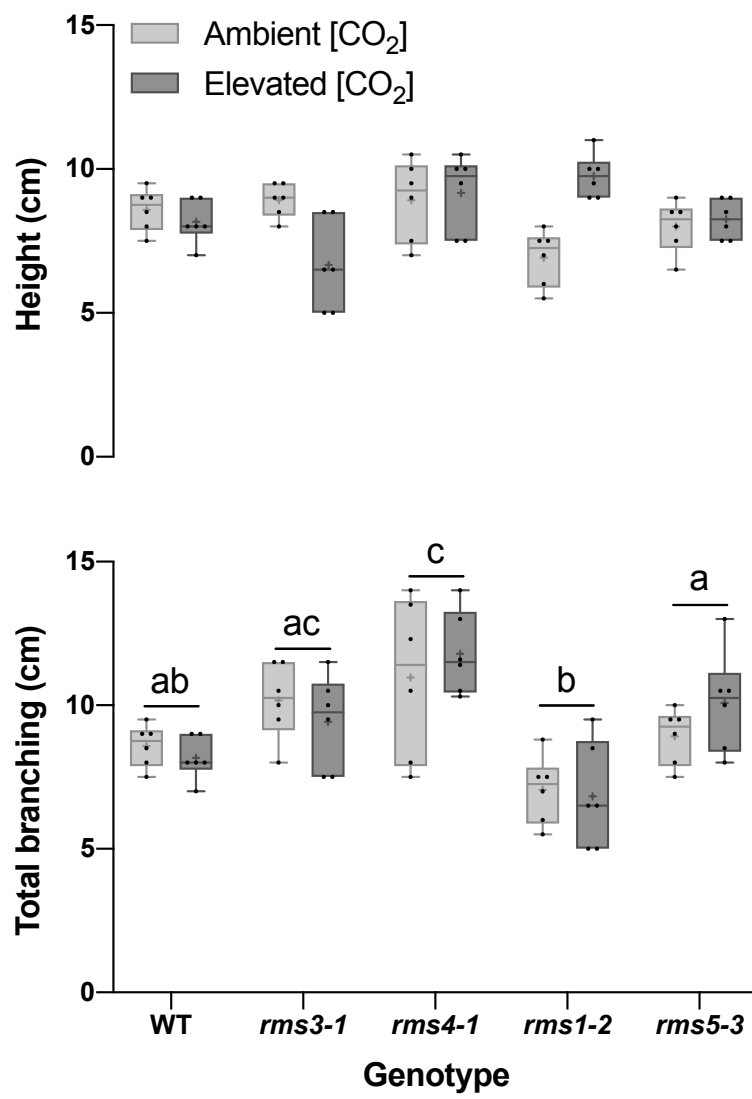 15
Ambient [CO₂]
Elevated [CO₂]
10
Height (cm)
5
0
15
c
a
ac
ab
b
10
Total branching (cm)
5
0
WT rms3-1 rms4-1 rms1-2 rms5-3
Genotype